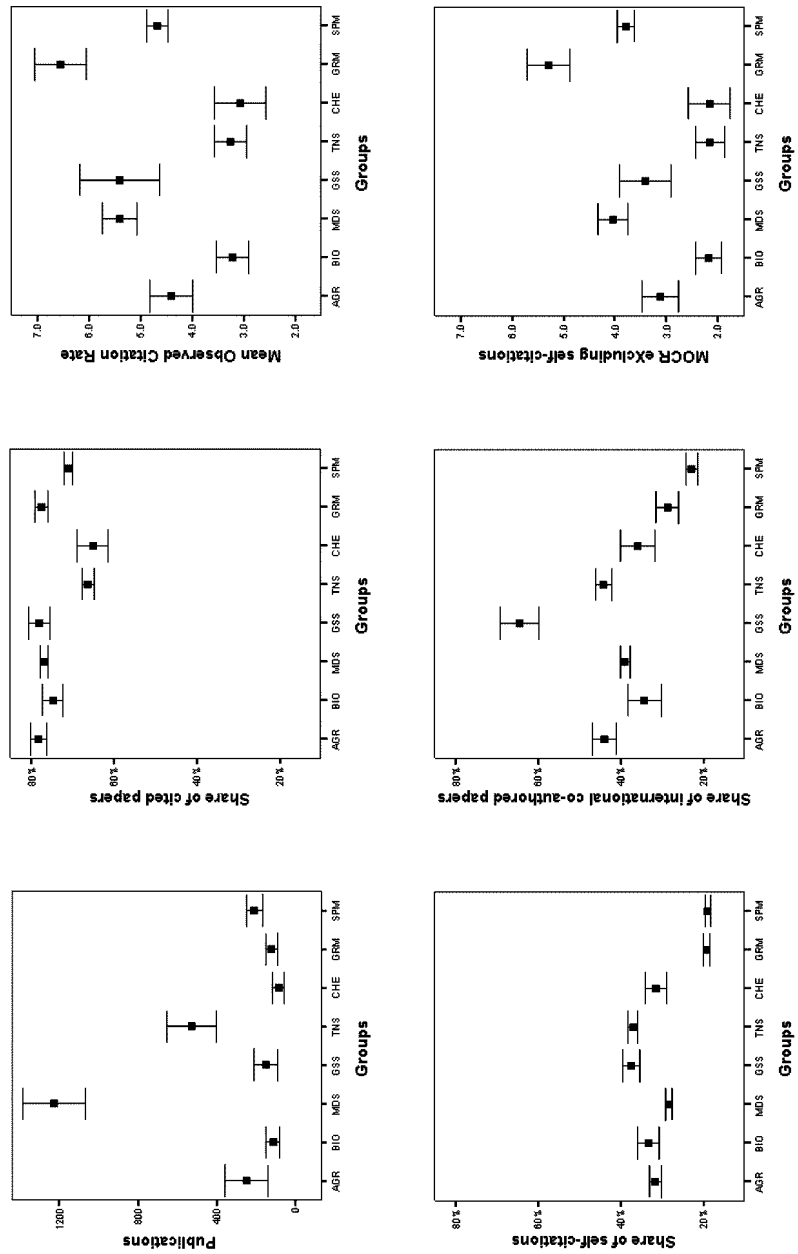 Publications
1200
800
400
0
AGR BIO MDS GSS TNS CHE GRM SPM
Groups
Share of cited papers
80%
60%
40%
20%
AGR BIO MDS GSS TNS CHE GRM SPM
Groups
Mean Observed Citation Rate
7.0
6.0
5.0
4.0
3.0
2.0
AGR BIO MDS GSS TNS CHE GRM SPM
Groups
Share of self-citations
80%
60%
40%
20%
AGR BIO MDS GSS TNS CHE GRM SPM
Groups
Share of international co-authored papers
80%
60%
40%
20%
AGR BIO MDS GSS TNS CHE GRM SPM
Groups
MOCR eXcluding self-citations
7.0
6.0
5.0
4.0
3.0
2.0
AGR BIO MDS GSS TNS CHE GRM SPM
Groups